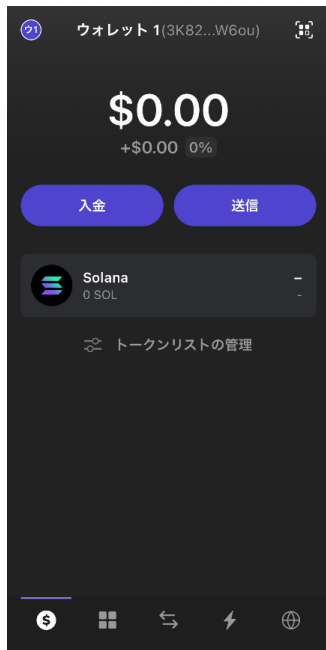 ウ1 ウォレット 1(3K82...W6ou)
$0.00
+$0.00 0%
入金 送信
Solana –
0 SOL -
トークンリストの管理